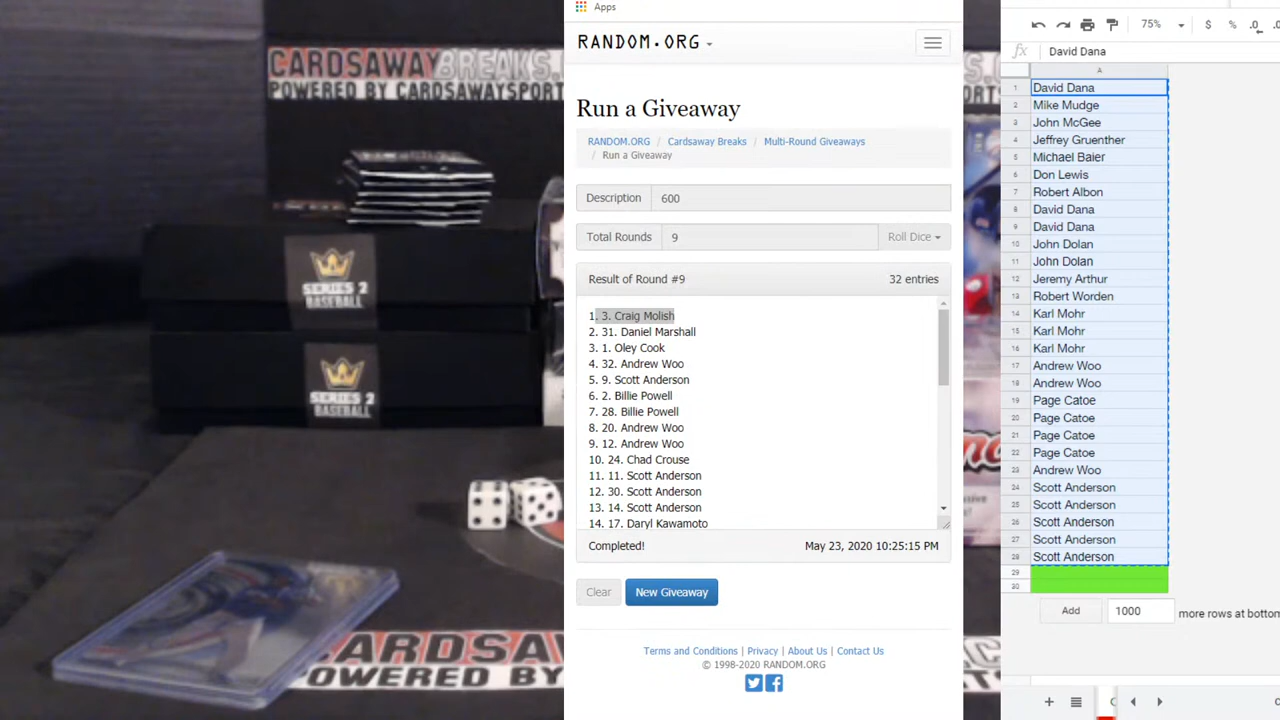 CARDSAWAYBREAKS.C
POWERED BY CARDSAWAYSPORT
SERIES 2
BASEBALL
SERIES 2
BASEBALL
CARDSAW
POWERED BY
Apps
RANDOM.ORG
Run a Giveaway
RANDOM.ORG / Cardsaway Breaks / Multi-Round Giveaways
/ Run a Giveaway
Description 600
Total Rounds 9 Roll Dice
Result of Round #9 32 entries
1. 3. Craig Molish
2. 31. Daniel Marshall
3. 1. Oley Cook
4. 32. Andrew Woo
5. 9. Scott Anderson
6. 2. Billie Powell
7. 28. Billie Powell
8. 20. Andrew Woo
9. 12. Andrew Woo
10. 24. Chad Crouse
11. 11. Scott Anderson
12. 30. Scott Anderson
13. 14. Scott Anderson
14. 17. Daryl Kawamoto
Completed! May 23, 2020 10:25:15 PM
Clear New Giveaway
Terms and Conditions | Privacy | About Us | Contact Us
© 1998-2020 RANDOM.ORG
75% $ % .0
fx David Dana
A
1 David Dana
2 Mike Mudge
3 John McGee
4 Jeffrey Gruenther
5 Michael Baier
6 Don Lewis
7 Robert Albon
8 David Dana
9 David Dana
10 John Dolan
11 John Dolan
12 Jeremy Arthur
13 Robert Worden
14 Karl Mohr
15 Karl Mohr
16 Karl Mohr
17 Andrew Woo
18 Andrew Woo
19 Page Catoe
20 Page Catoe
21 Page Catoe
22 Page Catoe
23 Andrew Woo
24 Scott Anderson
25 Scott Anderson
26 Scott Anderson
27 Scott Anderson
28 Scott Anderson
29
30
Add 1000 more rows at bottom